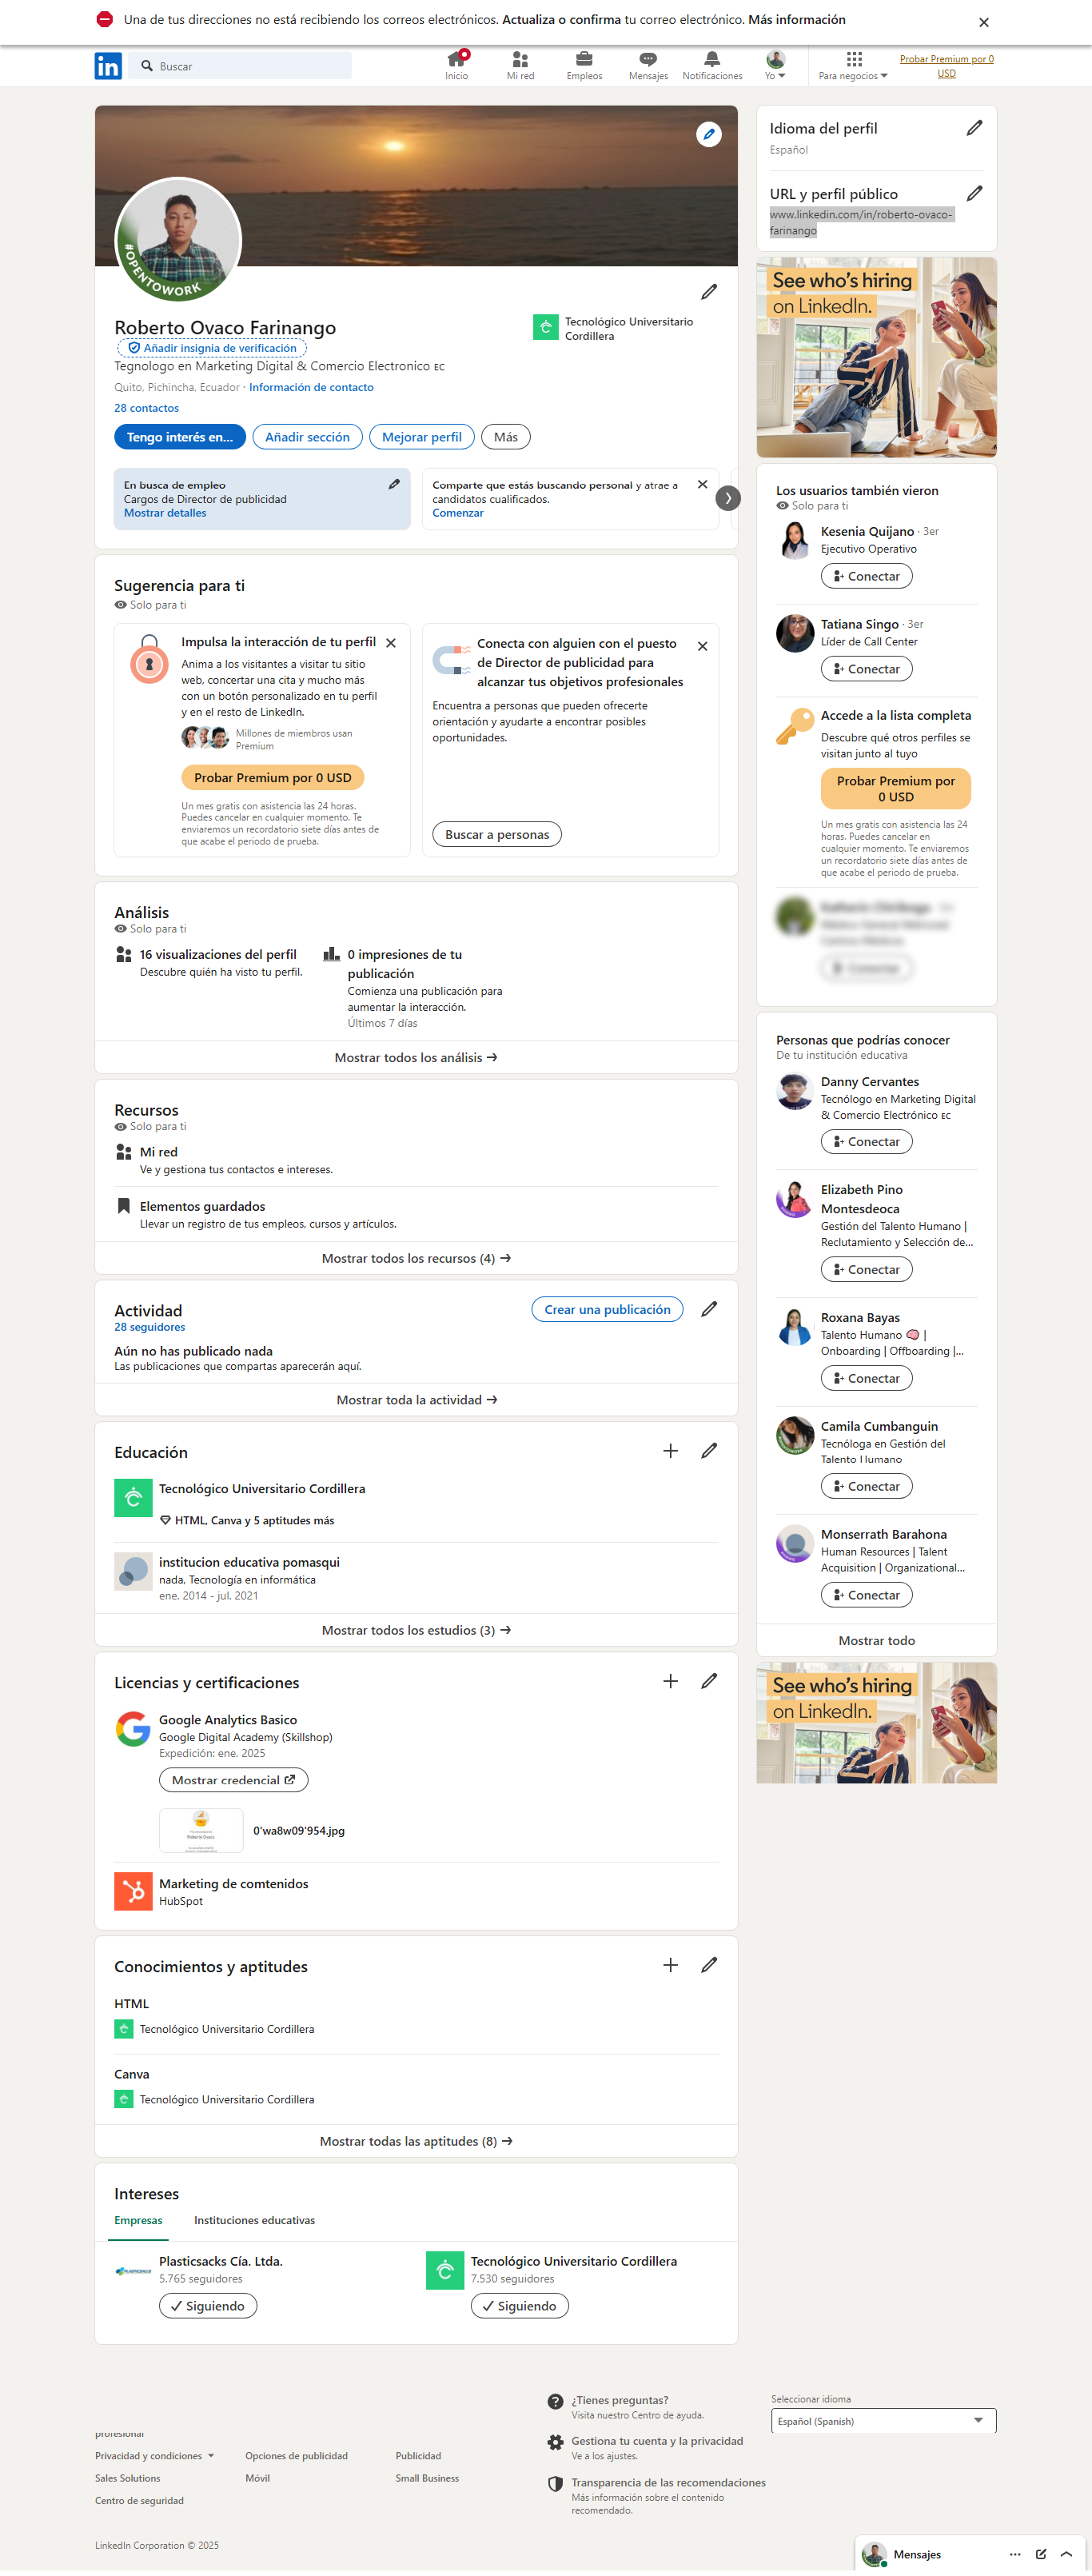 Una de tus direcciones no está recibiendo los correos electrónicos. Actualiza o confirma tu correo electrónico. Más información
in
Buscar
Inicio
Mi red
Empleos
Mensajes
Notificaciones
Yo
Para negocios
Probar Premium por 0
USD
#OPENTOWORK
Roberto Ovaco Farinango
Añadir insignia de verificación
Tegnologo en Marketing Digital & Comercio Electronico EC
Quito, Pichincha, Ecuador · Información de contacto
28 contactos
Tecnológico Universitario
Cordillera
Tengo interés en...
Añadir sección
Mejorar perfil
Más
En busca de empleo
Cargos de Director de publicidad
Mostrar detalles
Comparte que estás buscando personal y atrae a
candidatos cualificados.
Comenzar
Sugerencia para ti
Solo para ti
Impulsa la interacción de tu perfil
Anima a los visitantes a visitar tu sitio
web, concertar una cita y mucho más
con un botón personalizado en tu perfil
y en el resto de LinkedIn.
Millones de miembros usan
Premium
Probar Premium por 0 USD
Un mes gratis con asistencia las 24 horas.
Puedes cancelar en cualquier momento. Te
enviaremos un recordatorio siete días antes de
que acabe el periodo de prueba.
Conecta con alguien con el puesto
de Director de publicidad para
alcanzar tus objetivos profesionales
Encuentra a personas que pueden ofrecerte
orientación y ayudarte a encontrar posibles
oportunidades.
Buscar a personas
Análisis
Solo para ti
16 visualizaciones del perfil
Descubre quién ha visto tu perfil.
0 impresiones de tu
publicación
Comienza una publicación para
aumentar la interacción.
Últimos 7 días
Mostrar todos los análisis →
Recursos
Solo para ti
Mi red
Ve y gestiona tus contactos e intereses.
Elementos guardados
Llevar un registro de tus empleos, cursos y artículos.
Mostrar todos los recursos (4) →
Actividad
28 seguidores
Crear una publicación
Aún no has publicado nada
Las publicaciones que compartas aparecerán aquí.
Mostrar toda la actividad →
Educación
Tecnológico Universitario Cordillera
HTML, Canva y 5 aptitudes más
institucion educativa pomasqui
nada, Tecnología en informática
ene. 2014 - jul. 2021
Mostrar todos los estudios (3) →
Licencias y certificaciones
Google Analytics Basico
Google Digital Academy (Skillshop)
Expedición: ene. 2025
Mostrar credencial
0'wa8w09'954.jpg
Marketing de comtenidos
HubSpot
Conocimientos y aptitudes
HTML
Tecnológico Universitario Cordillera
Canva
Tecnológico Universitario Cordillera
Mostrar todas las aptitudes (8) →
Intereses
Empresas
Instituciones educativas
Plasticsacks Cía. Ltda.
5.765 seguidores
Siguiendo
Tecnológico Universitario Cordillera
7.530 seguidores
Siguiendo
Idioma del perfil
Español
URL y perfil público
www.linkedin.com/in/roberto-ovaco-
farinango
See who's hiring
on LinkedIn.
Los usuarios también vieron
Solo para ti
Kesenia Quijano · 3er
Ejecutivo Operativo
Conectar
Tatiana Singo · 3er
Líder de Call Center
Conectar
Accede a la lista completa
Descubre qué otros perfiles se
visitan junto al tuyo
Probar Premium por
0 USD
Un mes gratis con asistencia las 24
horas. Puedes cancelar en
cualquier momento. Te enviaremos
un recordatorio siete días antes de
que acabe el periodo de prueba.
Personas que podrías conocer
De tu institución educativa
Danny Cervantes
Tecnólogo en Marketing Digital
& Comercio Electrónico EC
Conectar
Elizabeth Pino
Montesdeoca
Gestión del Talento Humano |
Reclutamiento y Selección de...
Conectar
Roxana Bayas
Talento Humano 🧠 |
Onboarding | Offboarding |...
Conectar
Camila Cumbanguin
Tecnóloga en Gestión del
Talento Humano
Conectar
Monserrath Barahona
Human Resources | Talent
Acquisition | Organizational...
Conectar
Mostrar todo
See who's hiring
on LinkedIn.
profesional
Privacidad y condiciones
Opciones de publicidad
Publicidad
Sales Solutions
Móvil
Small Business
Centro de seguridad
¿Tienes preguntas?
Visita nuestro Centro de ayuda.
Gestiona tu cuenta y la privacidad
Ve a los ajustes.
Transparencia de las recomendaciones
Más información sobre el contenido
recomendado.
Seleccionar idioma
Español (Spanish)
LinkedIn Corporation © 2025
Mensajes